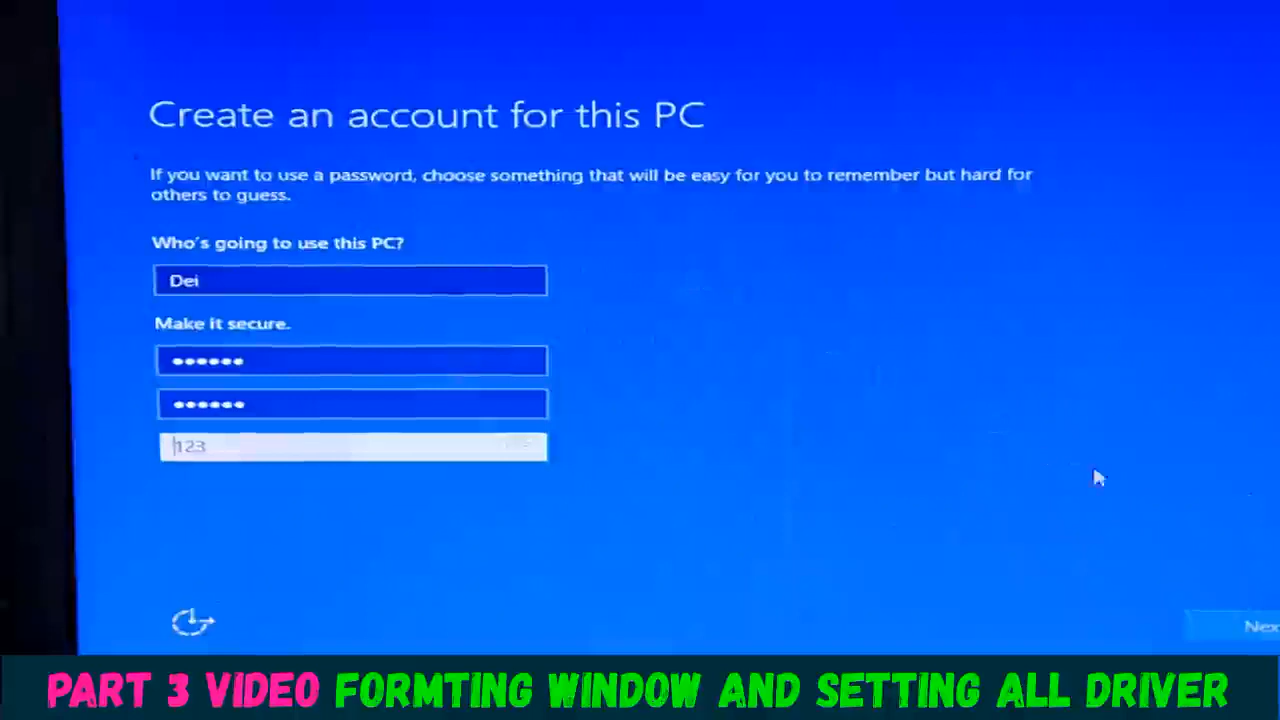 Create an account for this PC
If you want to use a password, choose something that will be easy for you to remember but hard for
others to guess.
Who's going to use this PC?
Dei
Make it secure.
••••••
••••••
123
PART 3 VIDEO FORMTING WINDOW AND SETTING ALL DRIVER